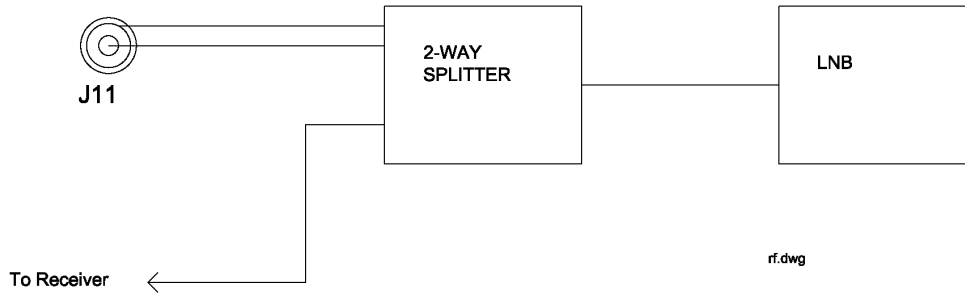 2-WAY
SPLITTER
LNB
J11
rf.dwg
To Receiver